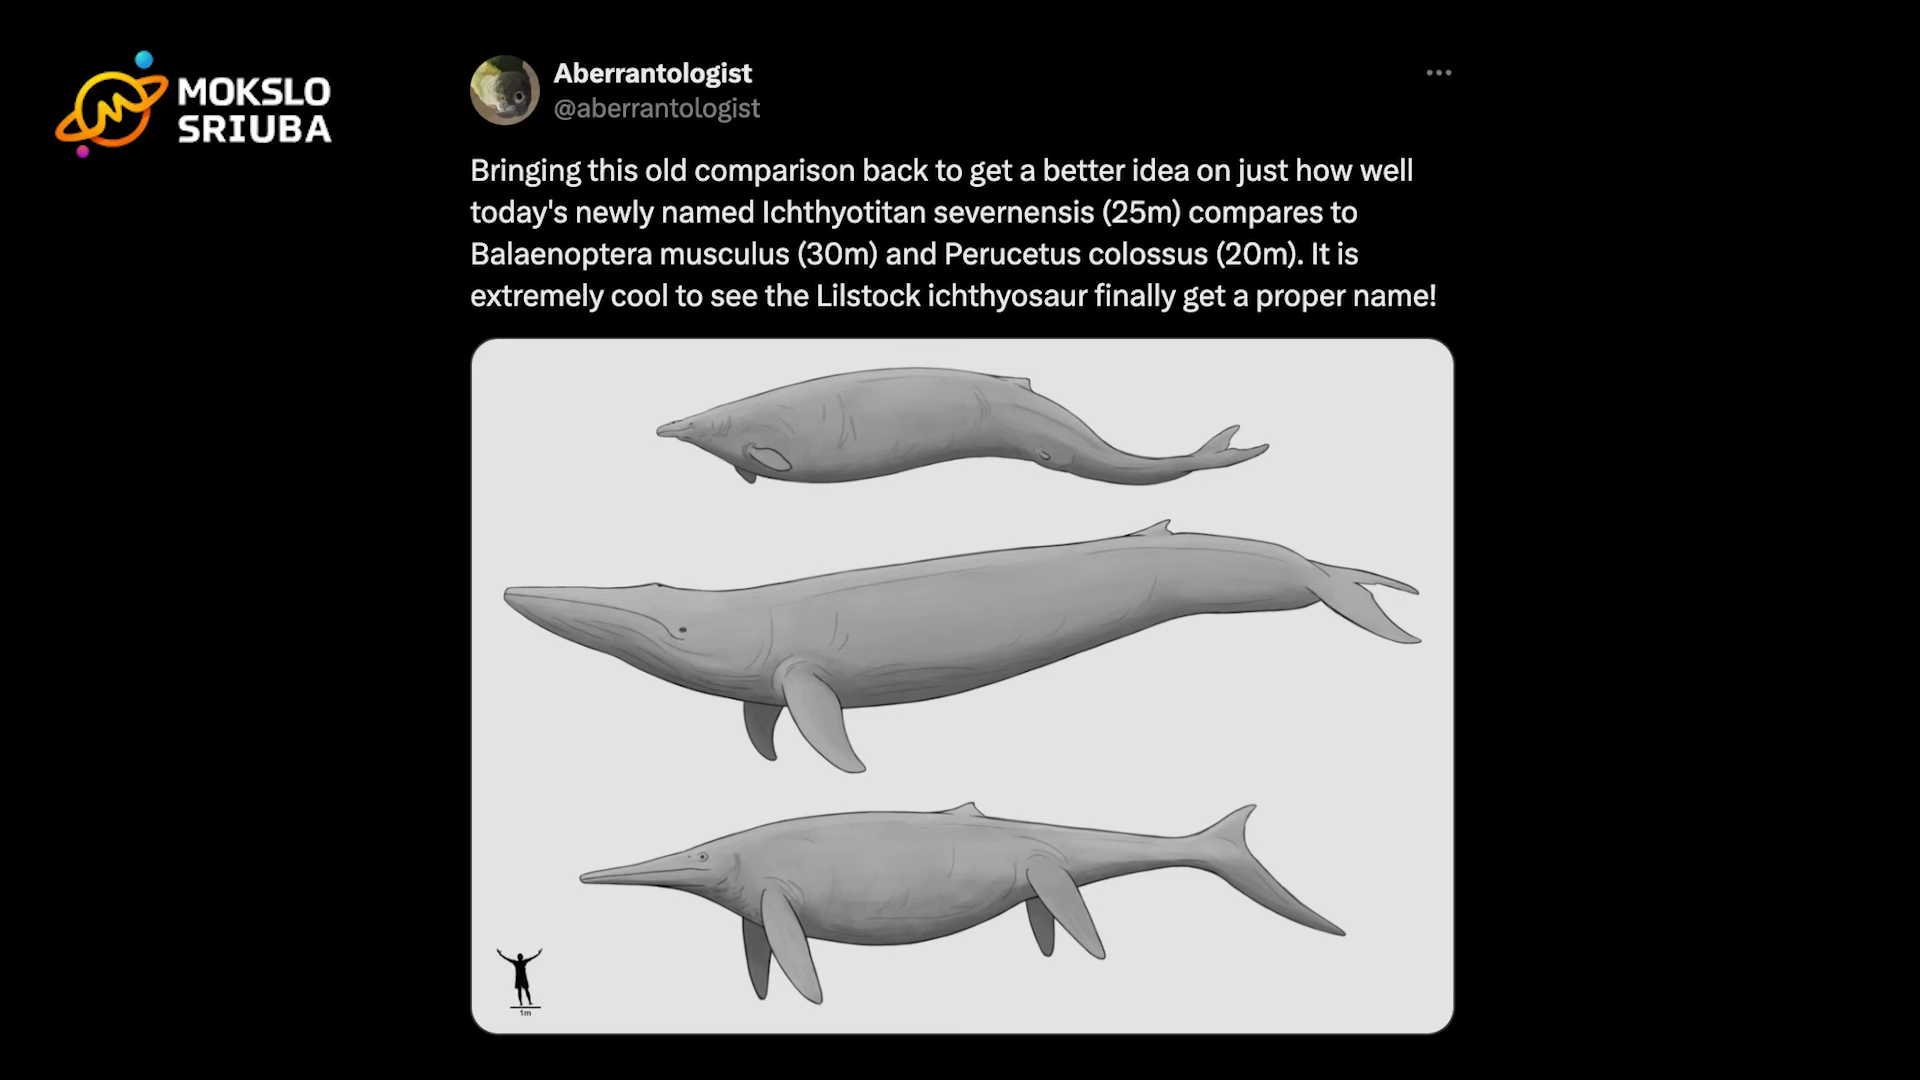 MOKSLO
SRIUBA
Aberrantologist
@aberrantologist
Bringing this old comparison back to get a better idea on just how well
today's newly named Ichthyotitan severnensis (25m) compares to
Balaenoptera musculus (30m) and Perucetus colossus (20m). It is
extremely cool to see the Lilstock ichthyosaur finally get a proper name!
1m